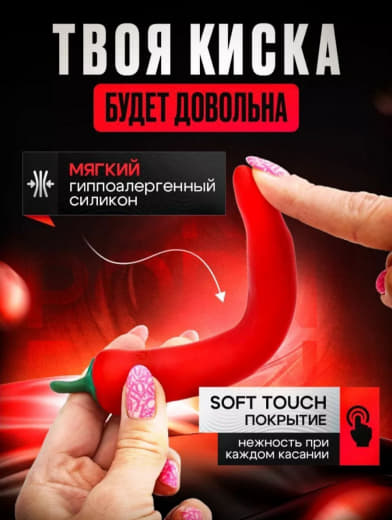 ТВОЯ КИСКА
БУДЕТ ДОВОЛЬНА
МЯГКИЙ
гиппоалергенный
силикон
SOFT TOUCH
ПОКРЫТИЕ
нежность при
каждом касании